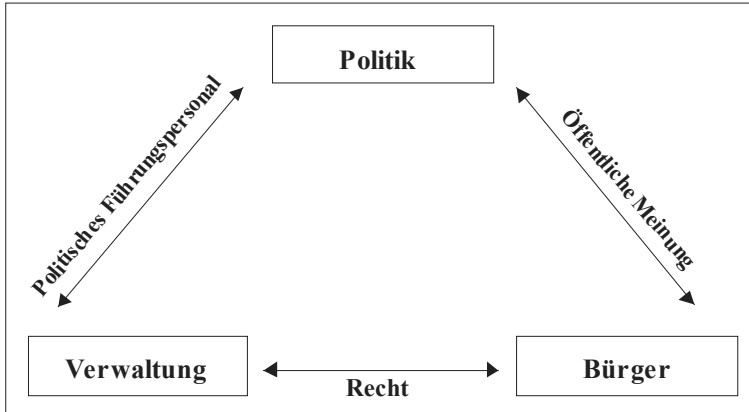 Politik
Politisches Führungspersonal
Öffentliche Meinung
Verwaltung
Recht
Bürger